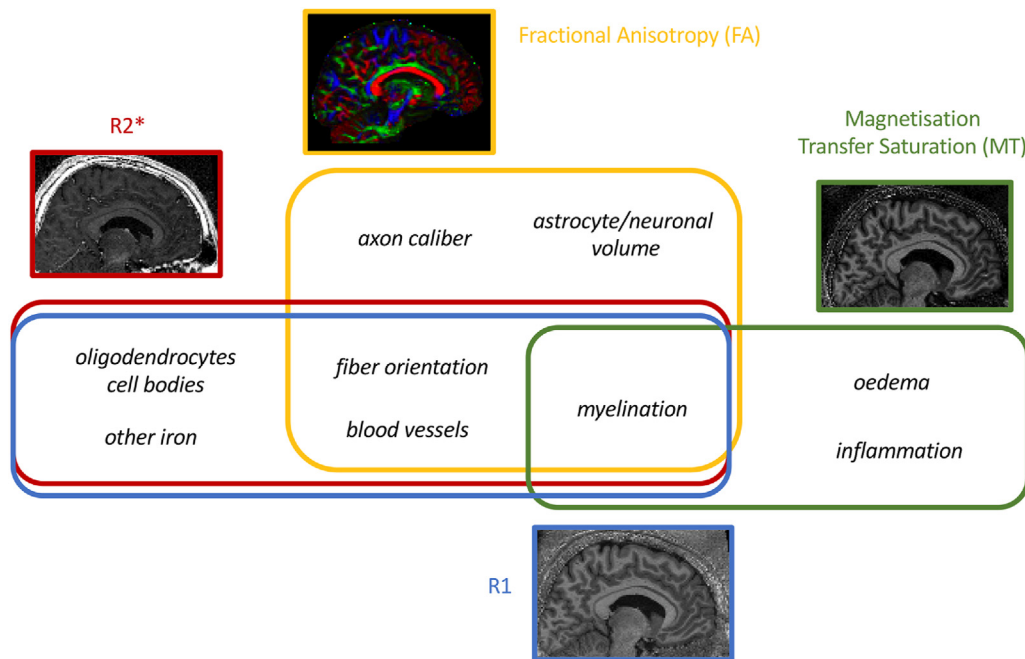 Fractional Anisotropy (FA)
R2*
Magnetisation
Transfer Saturation (MT)
axon caliber
astrocyte/neuronal
volume
oligodendrocytes
cell bodies
other iron
fiber orientation
blood vessels
myelination
oedema
inflammation
R1